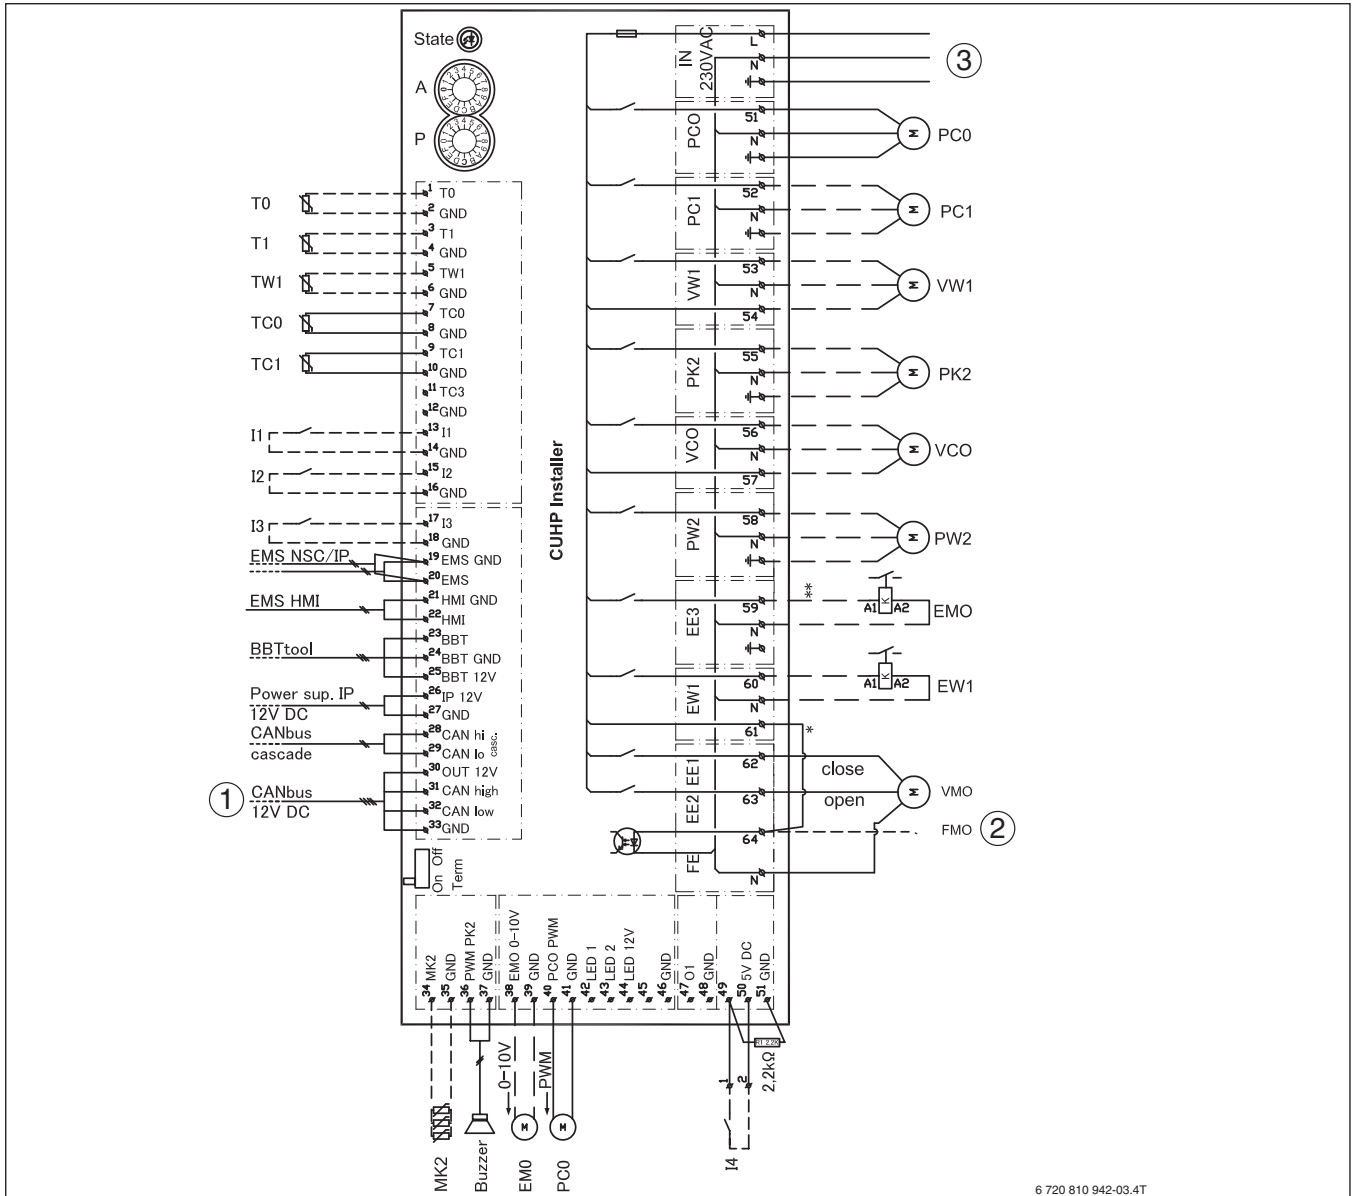 State
A
P
T0
T1
TW1
TC0
TC1
I1
I2
I3
EMS NSC/IP
EMS HMI
BBTtool
Power sup. IP
12V DC
CANbus
cascade
1
CANbus
12V DC
1 T0
2 GND
3 T1
4 GND
5 TW1
6 GND
7 TC0
8 GND
9 TC1
10 GND
11 TC3
12 GND
13 I1
14 GND
15 I2
16 GND
17 I3
18 GND
19 EMS GND
20 EMS
21 HMI GND
22 HMI
23 BBT
24 BBT GND
25 BBT 12V
26 IP 12V
27 GND
28 CAN hi
29 CAN lo
casc.
30 OUT 12V
31 CAN high
32 CAN low
33 GND
On Off
Term
CUHP Installer
IN
230VAC
L
N
3
PCO
51
N
M
PC0
PC1
52
N
M
PC1
VW1
53
N
54
M
VW1
PK2
55
N
M
PK2
VCO
56
N
57
M
VCO
PW2
58
N
M
PW2
EE3
59
N
**
A1 K A2
EMO
EW1
60
N
61
*
A1 K A2
EW1
EE1
62
close
EE2
63
open
M
VMO
FE
64
FMO
2
N
34 MK2
35 GND
36 PWM PK2
37 GND
38 EMO 0-10V
39 GND
40 PCO PWM
41 GND
42 LED 1
43 LED 2
44 LED 12V
45
46 GND
47 O1
48 GND
49
50 5V DC
51 GND
R1 2,2K
2,2kΩ
0-10V
PWM
1
2
M
M
MK2
Buzzer
EM0
PC0
I4
6 720 810 942-03.4T